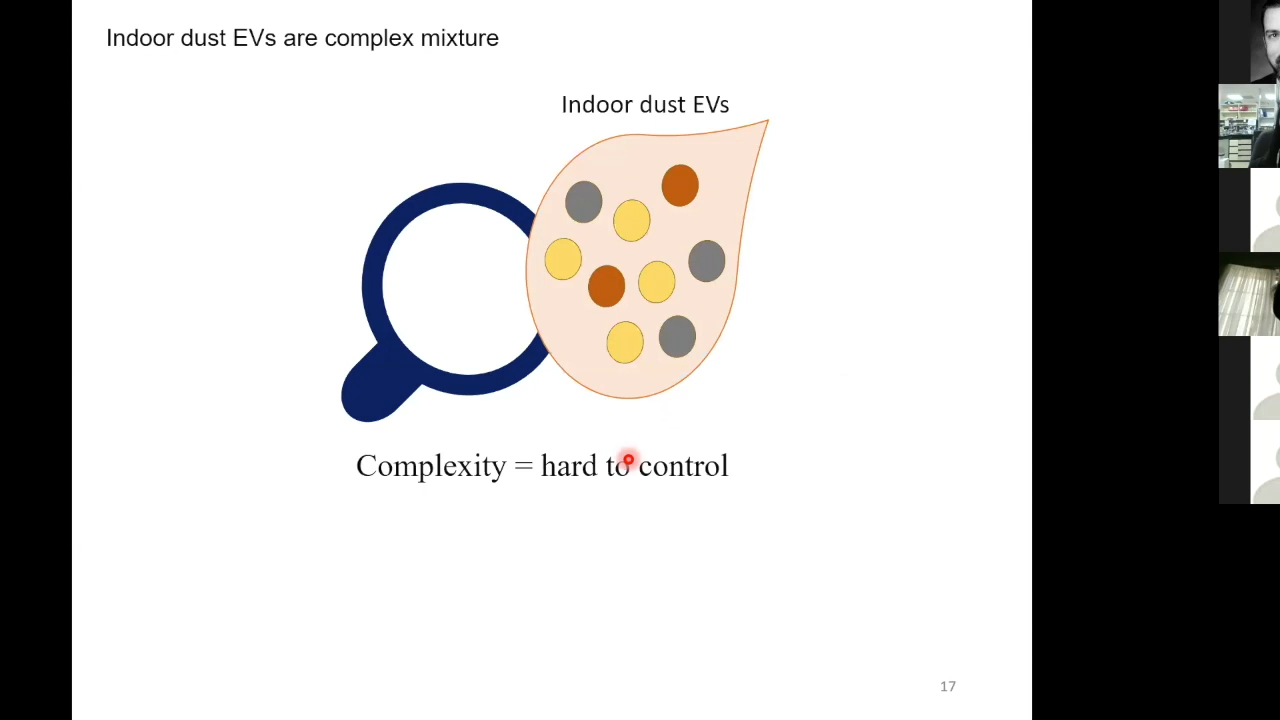 Indoor dust EVs are complex mixture
Indoor dust EVs
Complexity = hard to control
17